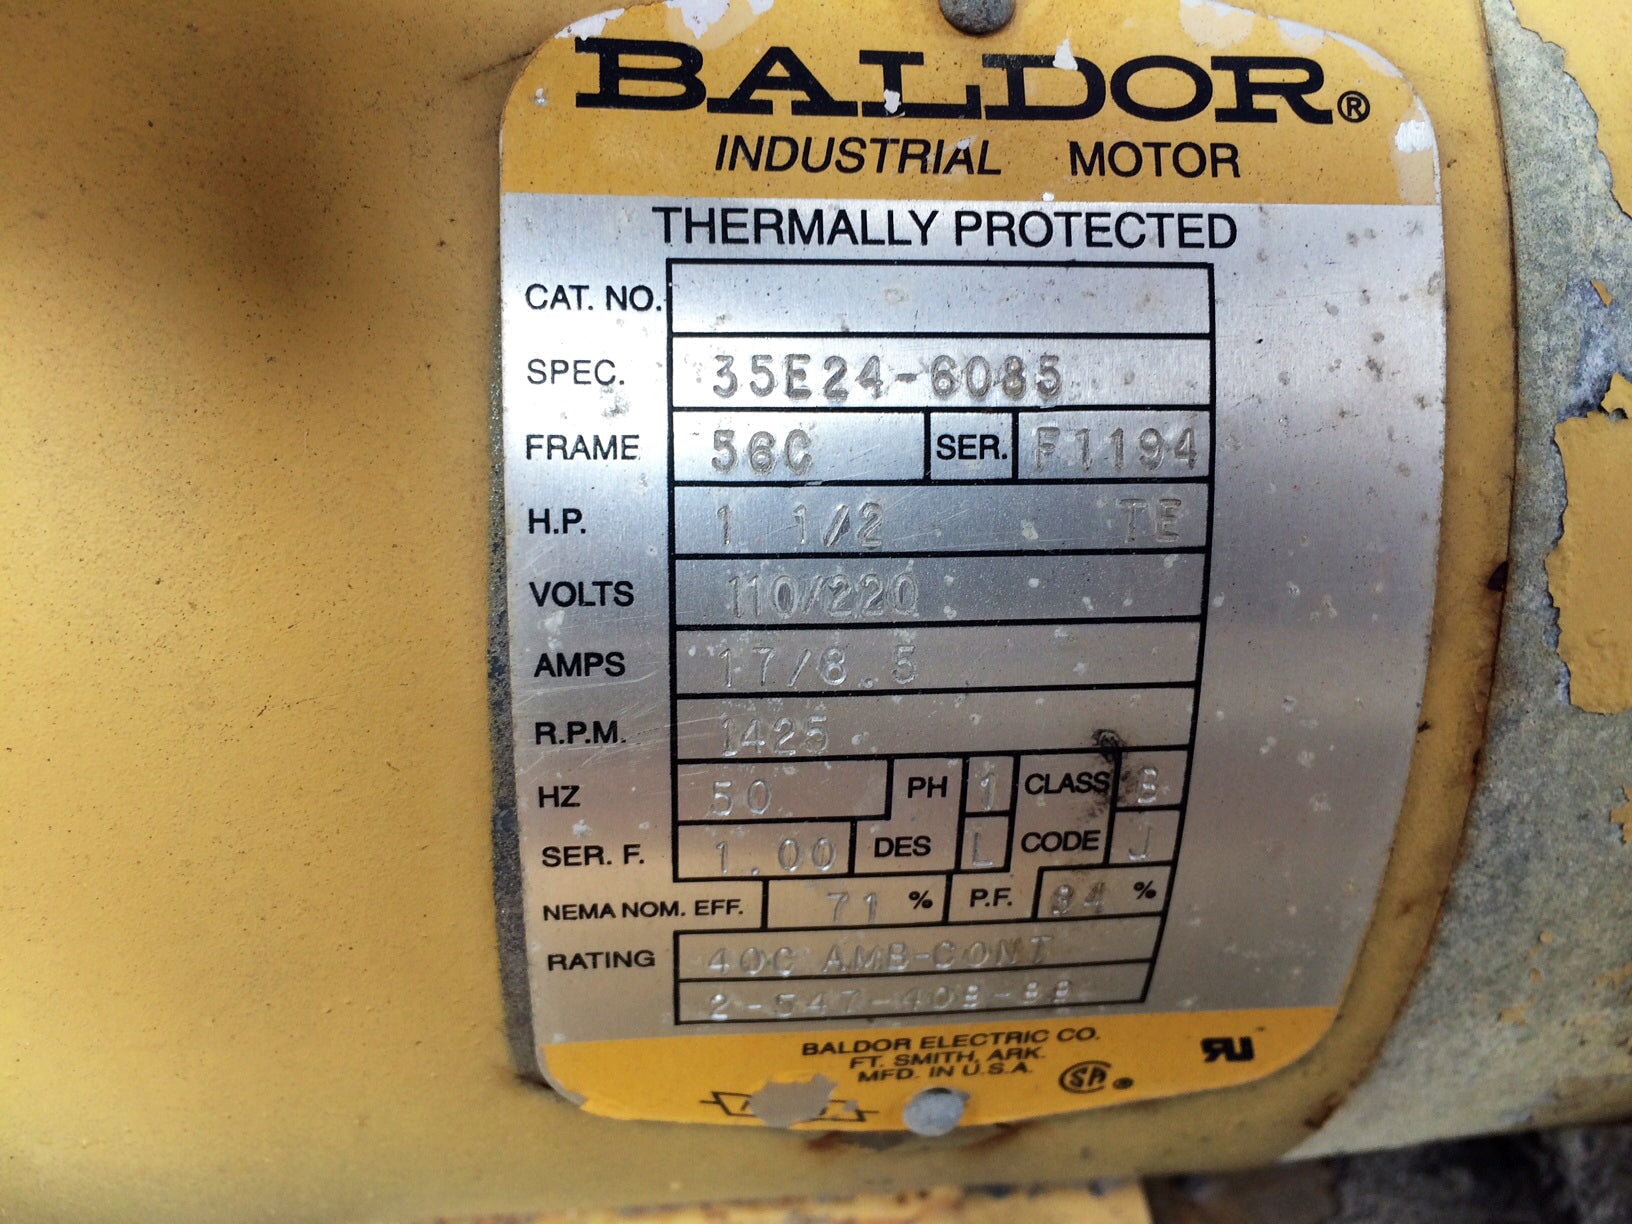 BALDOR®
INDUSTRIAL MOTOR
THERMALLY PROTECTED
CAT. NO.
SPEC. 35E24-6085
FRAME 56C SER. F1194
H.P. 1 1/2 TE
VOLTS 110/220
AMPS 17/8.5
R.P.M. 1425
HZ 50 PH 1 CLASS B
SER. F. 1.00 DES L CODE J
NEMA NOM. EFF. 71 % P.F. %
RATING 40C AMB-CONT
BALDOR ELECTRIC CO.
FT. SMITH, ARK.
MFD. IN U.S.A.